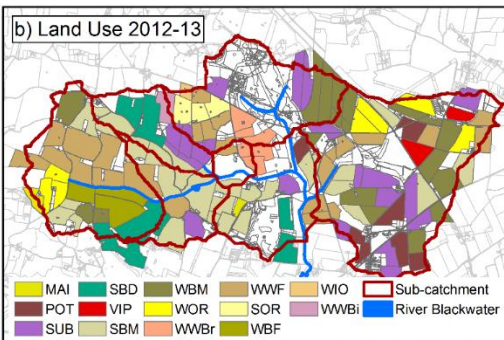 b) Land Use 2012-13
MAI SBD WBM WWF WIO Sub-catchment
POT VIP WOR SOR WWBi River Blackwater
SUB SBM WWBr WBF